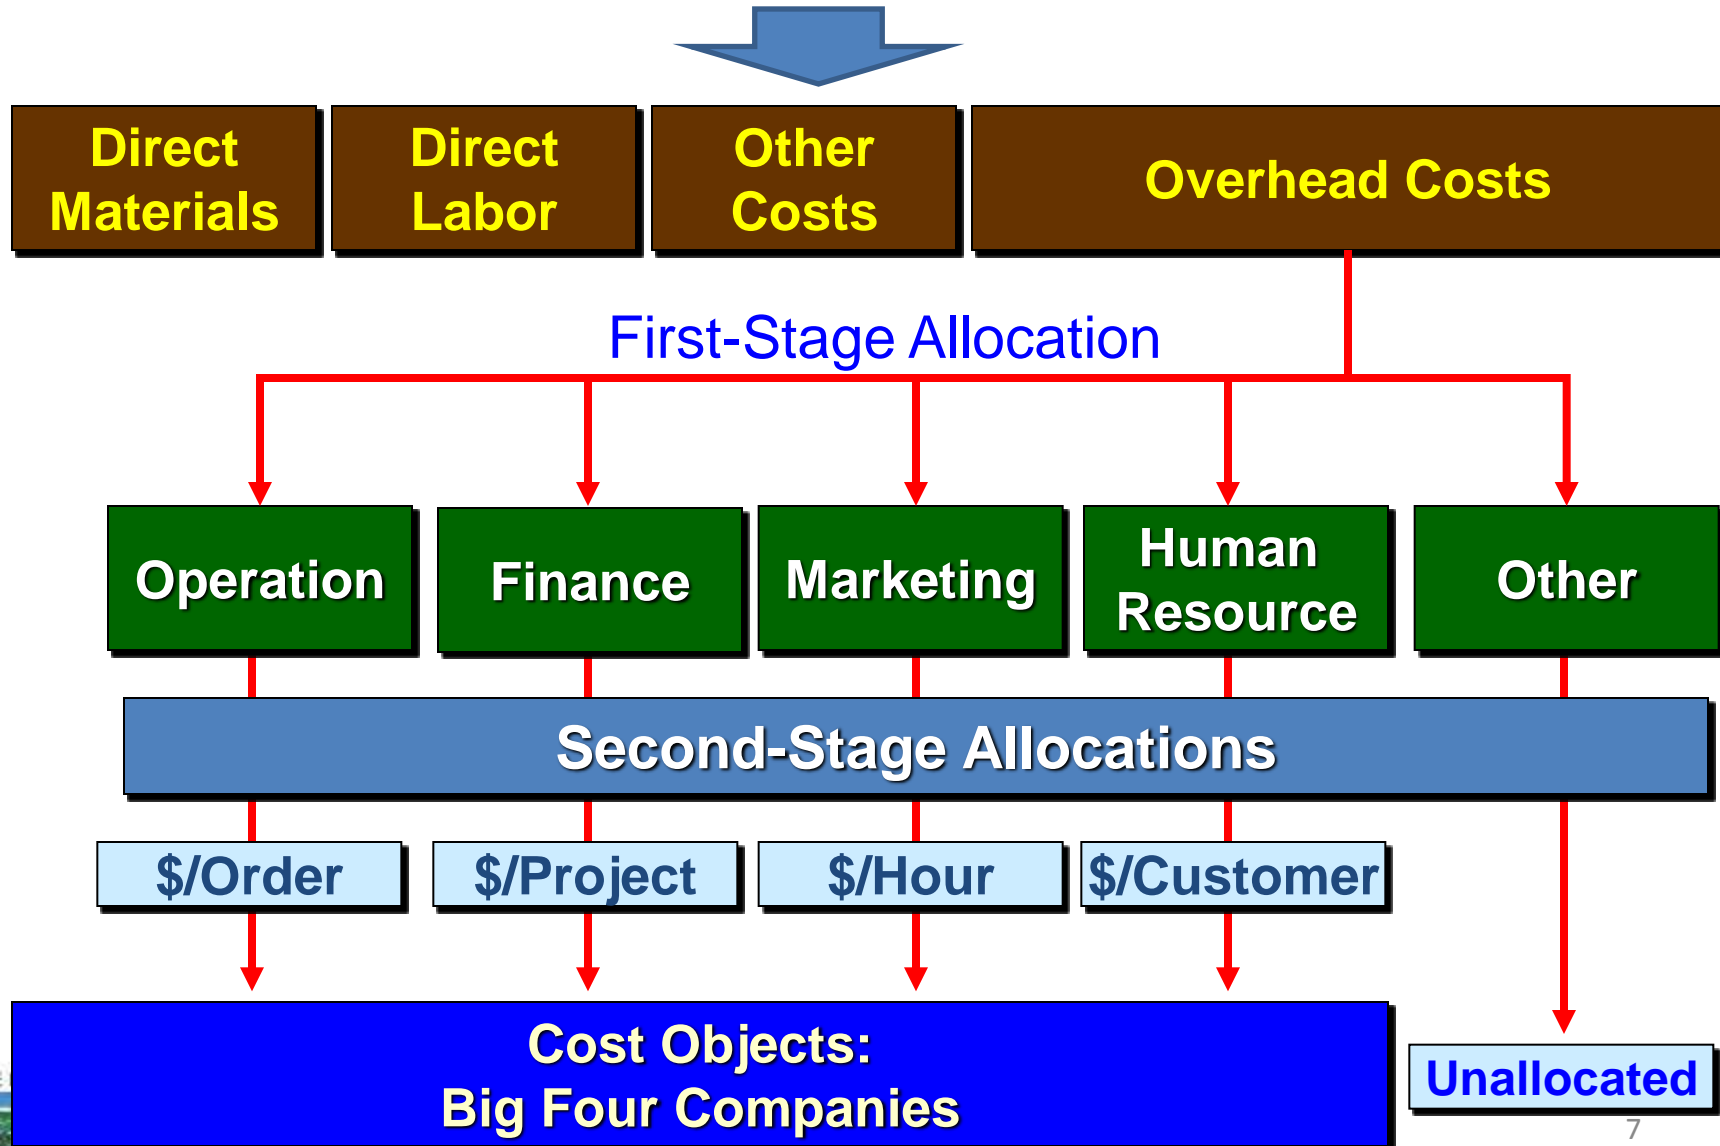 Direct
Materials
Direct
Labor
Other
Costs
Overhead Costs
First-Stage Allocation
Operation
Finance
Marketing
Human
Resource
Other
Second-Stage Allocations
$/Order
$/Project
$/Hour
$/Customer
Cost Objects:
Big Four Companies
Unallocated
7